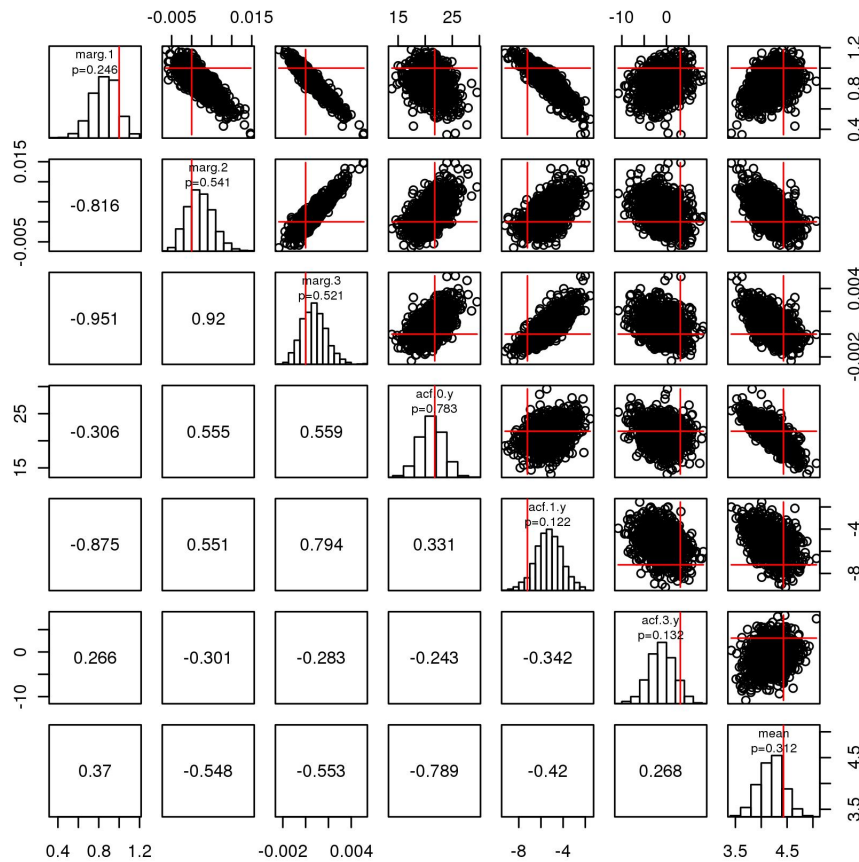 -0.005 0.015 15 25 -10 0
marg.1
p=0.246
0.4 0.8 1.2
-0.005 0.015
-0.816
marg.2
p=0.541
-0.951
0.92
marg.3
p=0.521
-0.002 0.004
15 25
-0.306
0.555
0.559
acf.0.y
p=0.783
-0.875
0.551
0.794
0.331
acf.1.y
p=0.122
-8 -4
-10 0
0.266
-0.301
-0.283
-0.243
-0.342
acf.3.y
p=0.132
0.37
-0.548
-0.553
-0.789
-0.42
0.268
mean
p=0.312
3.5 4.5
0.4 0.8 1.2 -0.002 0.004 -8 -4 3.5 4.5